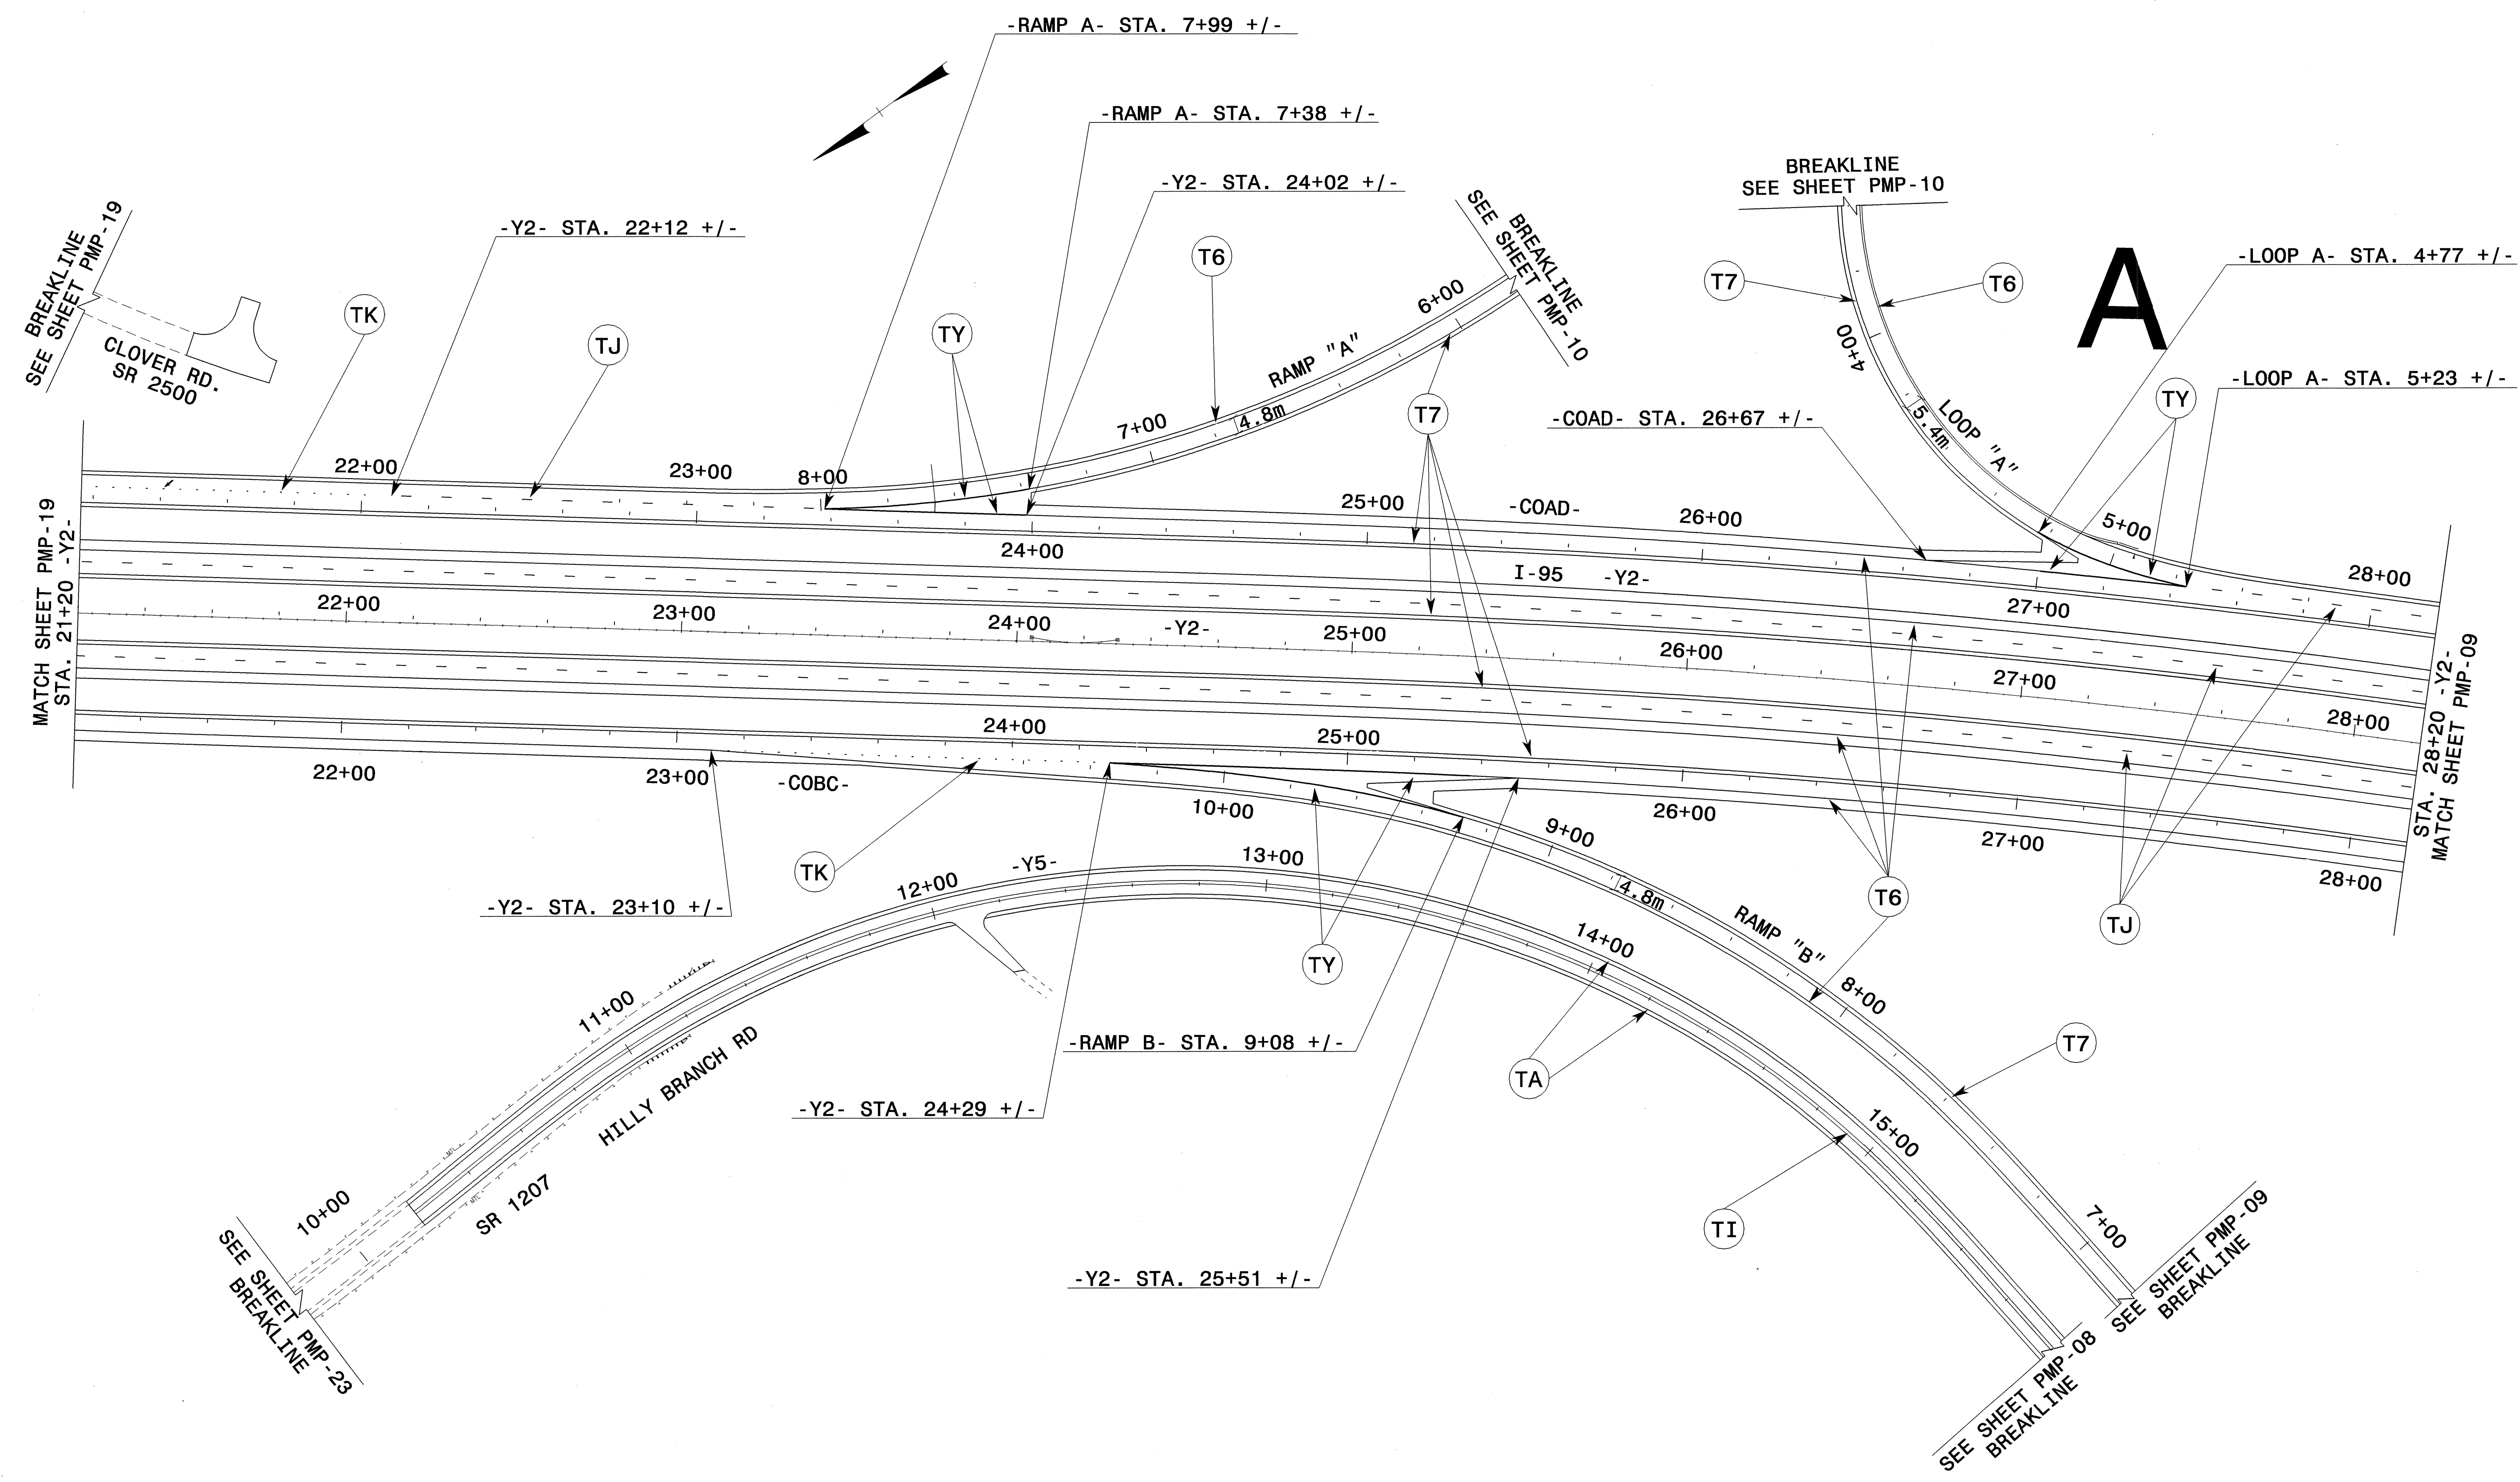 -RAMP A- STA. 7+99 +/-
-RAMP A- STA. 7+38 +/-
-Y2- STA. 24+02 +/-
-Y2- STA. 22+12 +/-
BREAKLINE
SEE SHEET PMP-19
CLOVER RD.
SR 2500
TK
TJ
TY
T6
RAMP "A"
6+00
7+00
8+00
4.8m
BREAKLINE
SEE SHEET PMP-10
T7
BREAKLINE
SEE SHEET PMP-10
T7
T6
A
-LOOP A- STA. 4+77 +/-
-LOOP A- STA. 5+23 +/-
TY
-COAD- STA. 26+67 +/-
4+00
5.4m
LOOP "A"
5+00
MATCH SHEET PMP-19
STA. 21+20 -Y2-
22+00
23+00
24+00
25+00
-COAD-
26+00
27+00
28+00
I-95 -Y2-
22+00
23+00
24+00
-Y2-
25+00
26+00
27+00
28+00
STA. 28+20 -Y2-
MATCH SHEET PMP-09
24+00
25+00
22+00
23+00
-COBC-
26+00
27+00
28+00
10+00
9+00
4.8m
RAMP "B"
8+00
7+00
TK
-Y2- STA. 23+10 +/-
TY
T6
TJ
T7
-RAMP B- STA. 9+08 +/-
-Y2- STA. 24+29 +/-
-Y2- STA. 25+51 +/-
TA
TI
10+00
11+00
12+00
-Y5-
13+00
14+00
15+00
HILLY BRANCH RD
SR 1207
SEE SHEET PMP-23
BREAKLINE
SEE SHEET PMP-09
BREAKLINE
SEE SHEET PMP-08
BREAKLINE